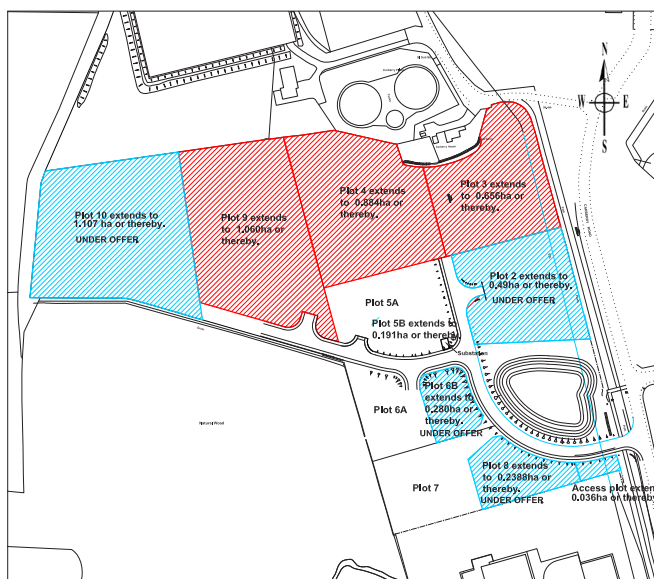 N
W
E
S
Plot 4 extends
to 0.884ha or
thereby.
Plot 3 extends
to 0.656ha or
thereby.
Plot 10 extends to
1.107 ha or thereby.
UNDER OFFER
Plot 9 extends
to 1.060ha or
thereby.
Plot 2 extends
to 0.49ha or
thereby.
UNDER OFFER
Plot 5A
Plot 5B extends to
0.191ha or thereby
Substation
Plot 6B
extends
to
0.280ha or
thereby.
UNDER OFFER
Plot 6A
Natural Wood
Plot 8 extends
to 0.2388ha or
thereby.
UNDER OFFER
Plot 7
Access plot exten
0.036ha or thereby